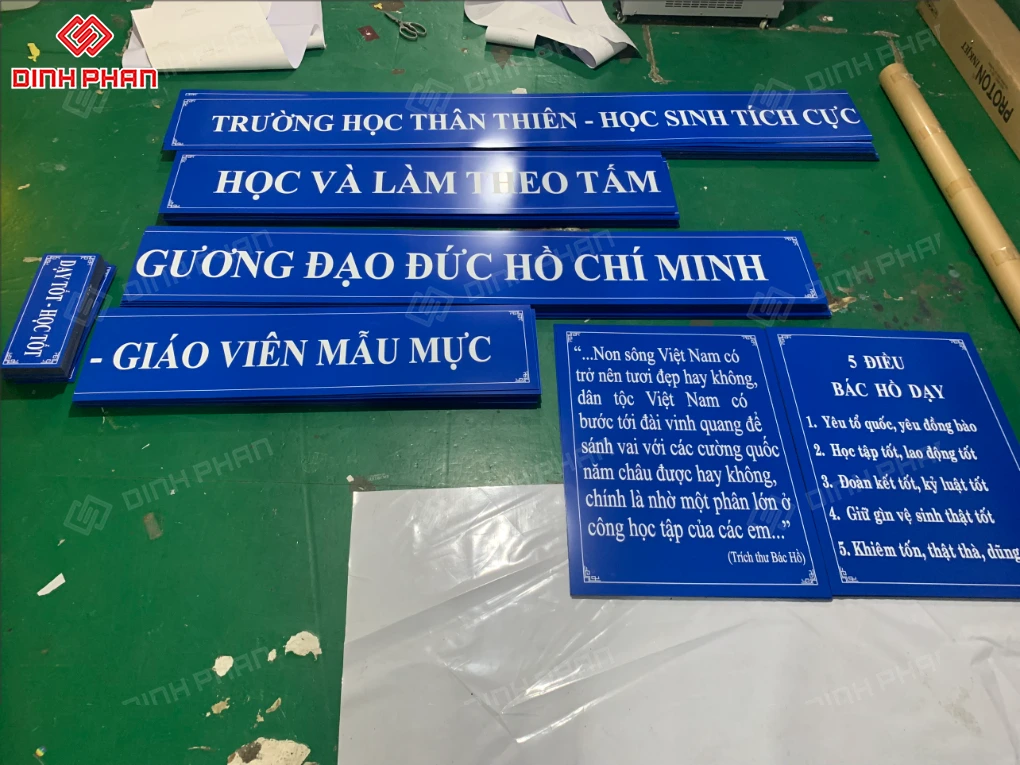 DINH PHAN
PROTON
INKJET
TRƯỜNG HỌC THÂN THIÊN - HỌC SINH TÍCH CỰC
HỌC VÀ LÀM THEO TẤM
GƯƠNG ĐẠO ĐỨC HỒ CHÍ MINH
DẠY TỐT - HỌC TỐT
- GIÁO VIÊN MẪU MỰC
“...Non sông Việt Nam có
trở nên tươi đẹp hay không,
dân tộc Việt Nam có
bước tới đài vinh quang để
sánh vai với các cường quốc
năm châu được hay không,
chính là nhờ một phân lớn ở
công học tập của các em...”
(Trích thư Bác Hồ)
5 ĐIỀU
BÁC HỒ DẠY
1. Yêu tổ quốc, yêu đồng bào
2. Học tập tốt, lao động tốt
3. Đoàn kết tốt, kỷ luật tốt
4. Giữ gìn vệ sinh thật tốt
5. Khiêm tốn, thật thà, dũng